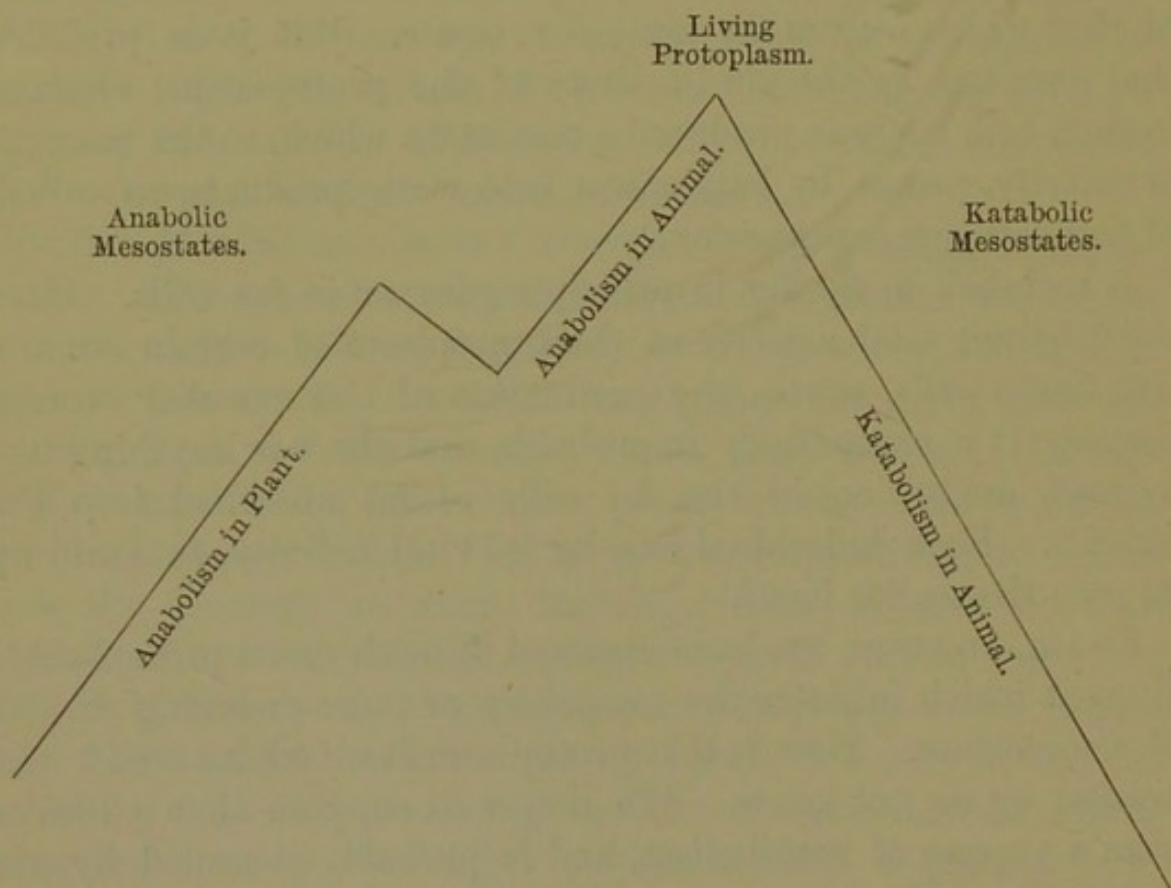 Living
Protoplasm.
Anabolic
Mesostates.
Katabolic
Mesostates.
Anabolism in Animal.
Anabolism in Plant.
Katabolism in Animal.